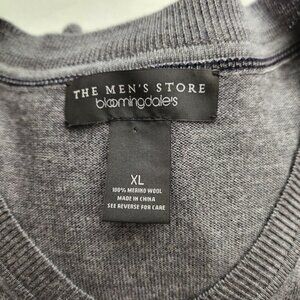 THE MEN'S STORE
bloomingdale's
XL
100% MERINO WOOL
MADE IN CHINA
SEE REVERSE FOR CARE